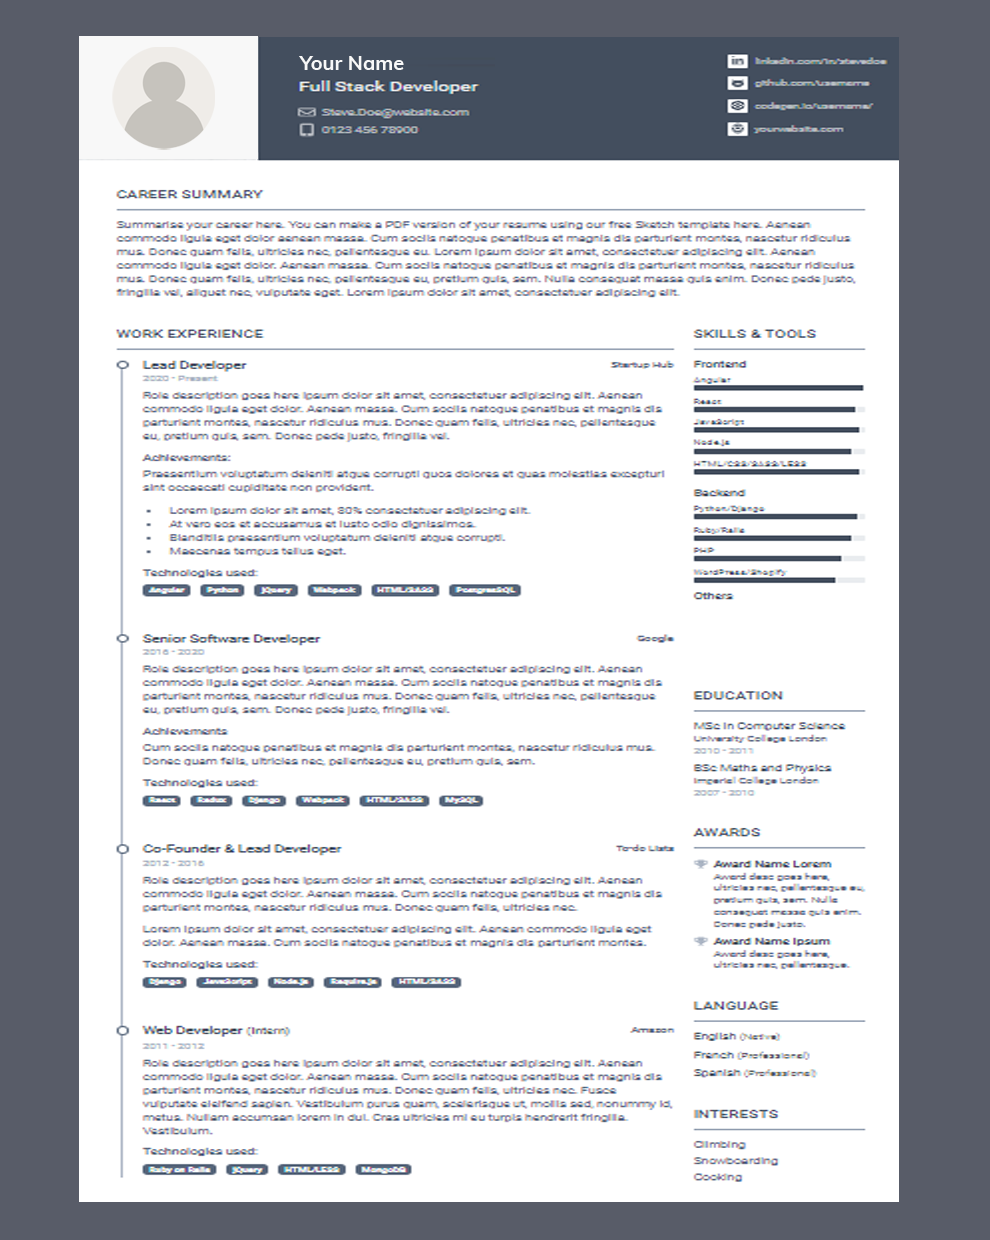 Your Name
Full Stack Developer
Steve.Doe@website.com
0123 456 78900
linkedin.com/in/stevedoe
github.com/username
codepen.io/username/
yourwebsite.com
CAREER SUMMARY
Summarise your career here. You can make a PDF version of your resume using our free Sketch template here. Aenean
commodo ligula eget dolor aenean massa. Cum sociis natoque penatibus et magnis dis parturient montes, nascetur ridiculus
mus. Donec quam felis, ultricies nec, pellentesque eu. Lorem ipsum dolor sit amet, consectetuer adipiscing elit. Aenean
commodo ligula eget dolor. Aenean massa. Cum sociis natoque penatibus et magnis dis parturient montes, nascetur ridiculus
mus. Donec quam felis, ultricies nec, pellentesque eu, pretium quis, sem. Nulla consequat massa quis enim. Donec pede justo,
fringilla vel, aliquet nec, vulputate eget. Lorem ipsum dolor sit amet, consectetuer adipiscing elit.
WORK EXPERIENCE
Lead Developer Startup Hub
2020 - Present
Role description goes here ipsum dolor sit amet, consectetuer adipiscing elit. Aenean
commodo ligula eget dolor. Aenean massa. Cum sociis natoque penatibus et magnis dis
parturient montes, nascetur ridiculus mus. Donec quam felis, ultricies nec, pellentesque
eu, pretium quis, sem. Donec pede justo, fringilla vel.
Achievements:
Praesentium voluptatum deleniti atque corrupti quos dolores et quas molestias excepturi
sint occaecati cupiditate non provident.
• Lorem ipsum dolor sit amet, 80% consectetuer adipiscing elit.
• At vero eos et accusamus et iusto odio dignissimos.
• Blanditiis praesentium voluptatum deleniti atque corrupti.
• Maecenas tempus tellus eget.
Technologies used:
Angular Python jQuery Webpack HTML/SASS PostgreSQL
Senior Software Developer Google
2016 - 2020
Role description goes here ipsum dolor sit amet, consectetuer adipiscing elit. Aenean
commodo ligula eget dolor. Aenean massa. Cum sociis natoque penatibus et magnis dis
parturient montes, nascetur ridiculus mus. Donec quam felis, ultricies nec, pellentesque
eu, pretium quis, sem. Donec pede justo, fringilla vel.
Achievements
Cum sociis natoque penatibus et magnis dis parturient montes, nascetur ridiculus mus.
Donec quam felis, ultricies nec, pellentesque eu, pretium quis, sem.
Technologies used:
React Redux Django Webpack HTML/SASS MySQL
Co-Founder & Lead Developer To-do Lists
2012 - 2016
Role description goes here ipsum dolor sit amet, consectetuer adipiscing elit. Aenean
commodo ligula eget dolor. Aenean massa. Cum sociis natoque penatibus et magnis dis
parturient montes, nascetur ridiculus mus. Donec quam felis, ultricies nec.
Lorem ipsum dolor sit amet, consectetuer adipiscing elit. Aenean commodo ligula eget
dolor. Aenean massa. Cum sociis natoque penatibus et magnis dis parturient montes.
Technologies used:
Django JavaScript Node.js Require.js HTML/SASS
Web Developer (Intern) Amazon
2011 - 2012
Role description goes here ipsum dolor sit amet, consectetuer adipiscing elit. Aenean
commodo ligula eget dolor. Aenean massa. Cum sociis natoque penatibus et magnis dis
parturient montes, nascetur ridiculus mus. Donec quam felis, ultricies nec. Fusce
vulputate eleifend sapien. Vestibulum purus quam, scelerisque ut, mollis sed, nonummy id,
metus. Nullam accumsan lorem in dui. Cras ultricies mi eu turpis hendrerit fringilla.
Vestibulum.
Technologies used:
Ruby on Rails jQuery HTML/LESS MongoDB
SKILLS & TOOLS
Frontend
Angular
React
JavaScript
Node.js
HTML/CSS/SASS/LESS
Backend
Python/Django
Ruby/Rails
PHP
WordPress/Shopify
Others
EDUCATION
MSc in Computer Science
University College London
2010 - 2011
BSc Maths and Physics
Imperial College London
2007 - 2010
AWARDS
Award Name Lorem
Award desc goes here,
ultricies nec, pellentesque eu,
pretium quis, sem. Nulla
consequat massa quis enim.
Donec pede justo.
Award Name Ipsum
Award desc goes here,
ultricies nec, pellentesque.
LANGUAGE
English (Native)
French (Professional)
Spanish (Professional)
INTERESTS
Climbing
Snowboarding
Cooking